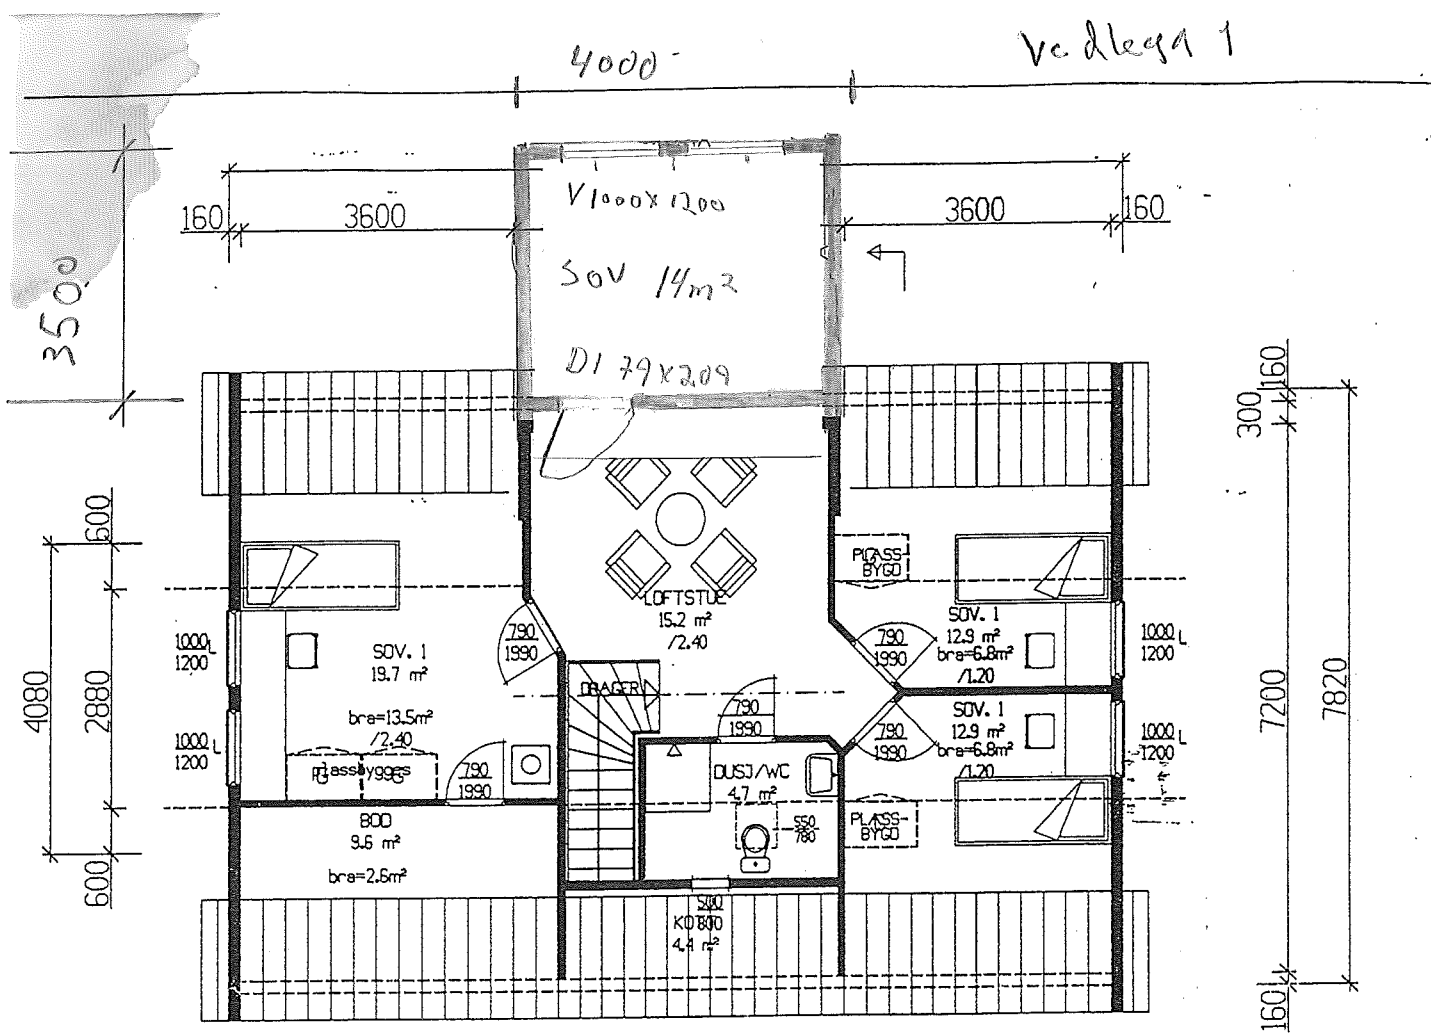 4000
Vedlegg 1
160
3600
3600
160
V 1000 x 1200
3500
SOV 14m²
D1 79 x 209
160
300
600
PLASS-
BYGD
LOFTSTUE
15.2 m²
/2.40
790
1990
SOV. 1
12.9 m²
bra=6.8m²
/1.20
790
1990
1000 L
1200
1000 L
1200
SOV. 1
19.7 m²
bra=13.5m²
/2.40
4080
2880
7200
7820
DRAGER
790
1990
790
1990
SOV. 1
12.9 m²
bra=6.8m²
/1.20
1000 L
1200
1000 L
1200
Plassbygges
790
1990
DUSJ/WC
4.7 m²
BOD
9.6 m²
bra=2.6m²
550
780
PLASS-
BYGD
600
500
800
KOTT
4.4 m²
160